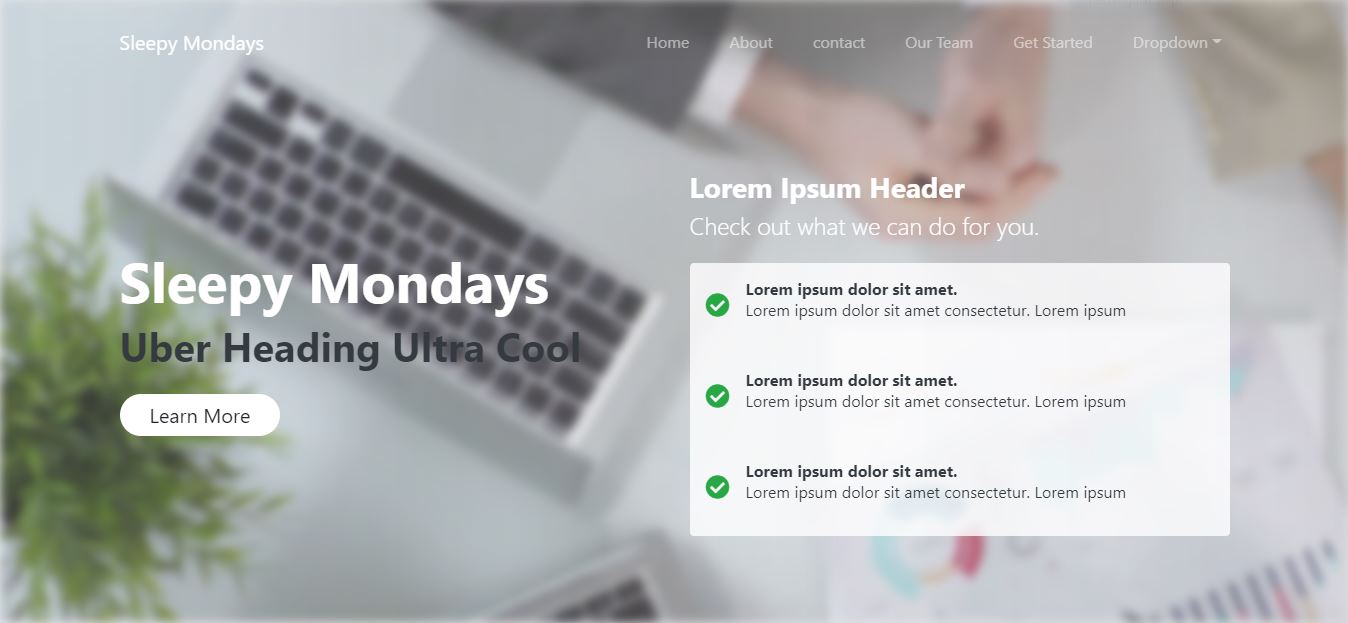 Sleepy Mondays
Home About contact Our Team Get Started Dropdown
Sleepy Mondays
Uber Heading Ultra Cool
Learn More
Lorem Ipsum Header
Check out what we can do for you.
Lorem ipsum dolor sit amet.
Lorem ipsum dolor sit amet consectetur. Lorem ipsum
Lorem ipsum dolor sit amet.
Lorem ipsum dolor sit amet consectetur. Lorem ipsum
Lorem ipsum dolor sit amet.
Lorem ipsum dolor sit amet consectetur. Lorem ipsum